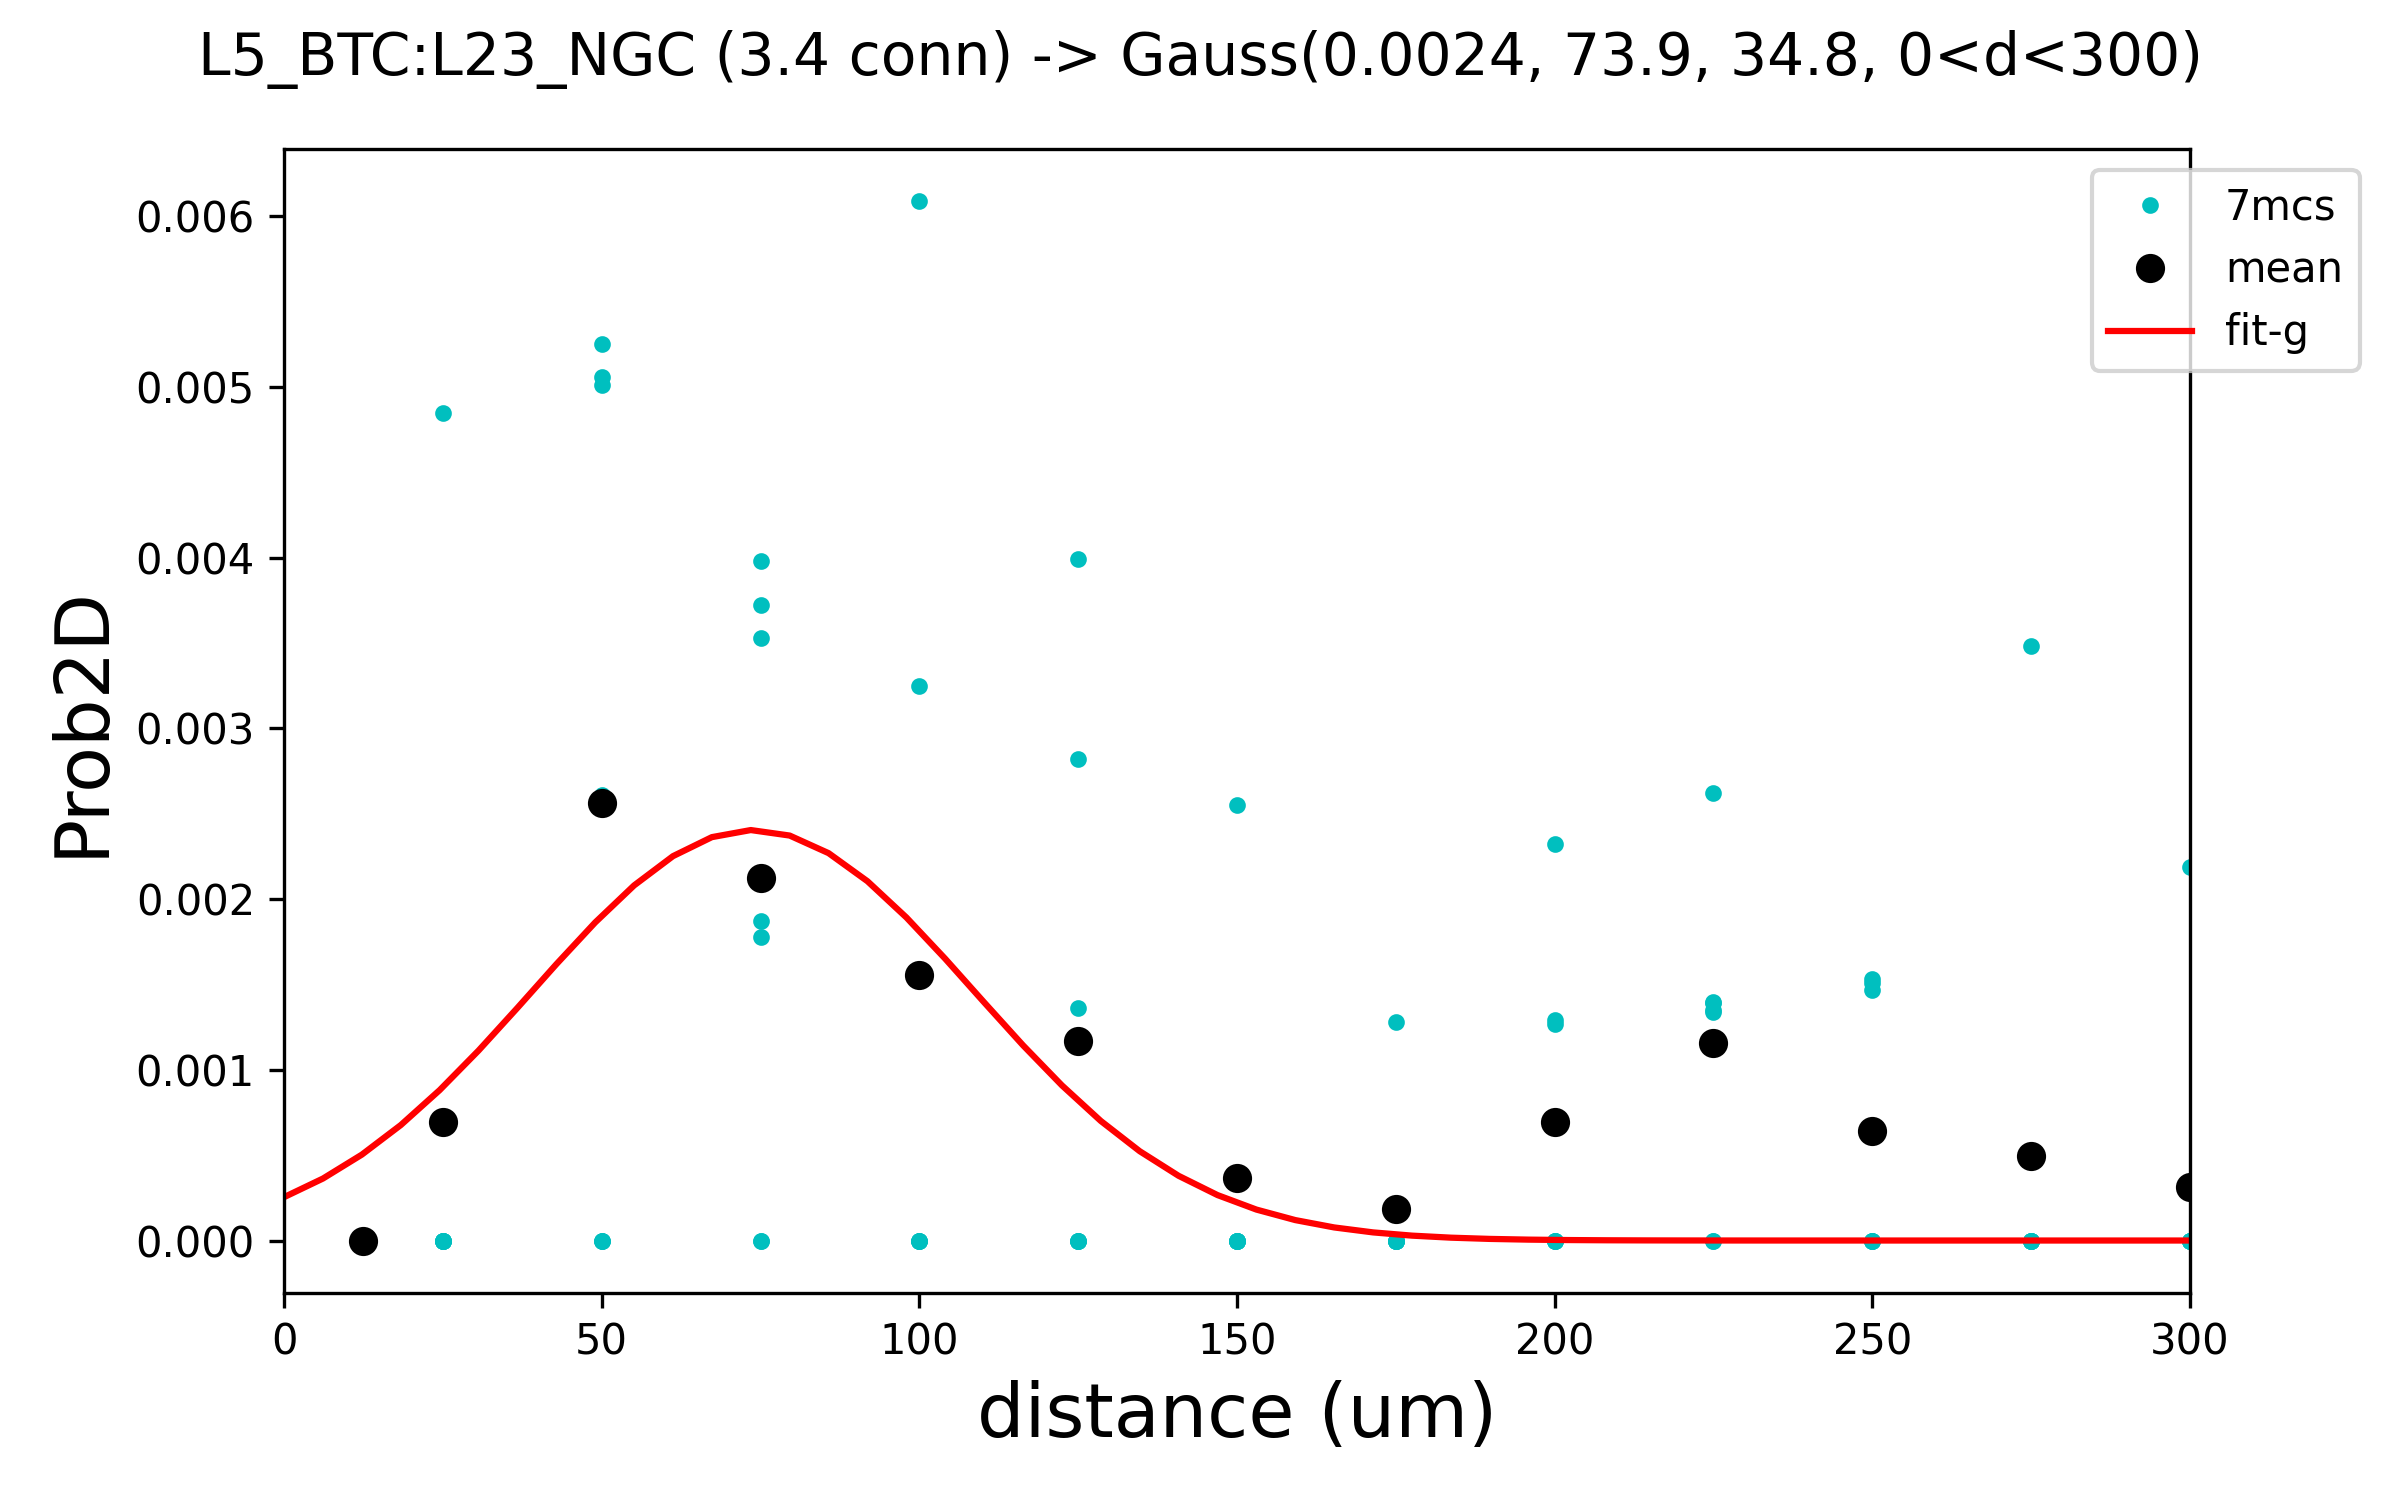 L5_BTC:L23_NGC (3.4 conn) -> Gauss(0.0024, 73.9, 34.8, 0<d<300)
7mcs
mean
fit-g
0.006
0.005
0.004
0.003
0.002
0.001
0.000
Prob2D
0 50 100 150 200 250 300
distance (um)